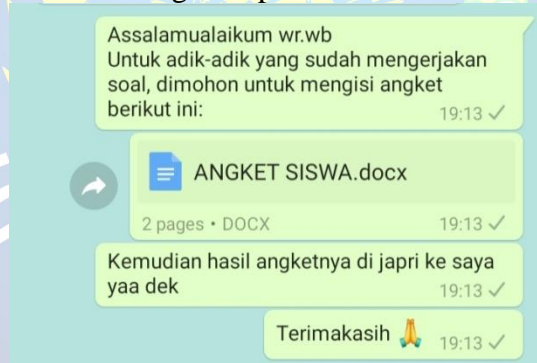 Assalamualaikum wr.wb
Untuk adik-adik yang sudah mengerjakan
soal, dimohon untuk mengisi angket
berikut ini:
19:13
ANGKET SISWA.docx
2 pages • DOCX
19:13
Kemudian hasil angketnya di japri ke saya
yaa dek
19:13
Terimakasih 🙏
19:13